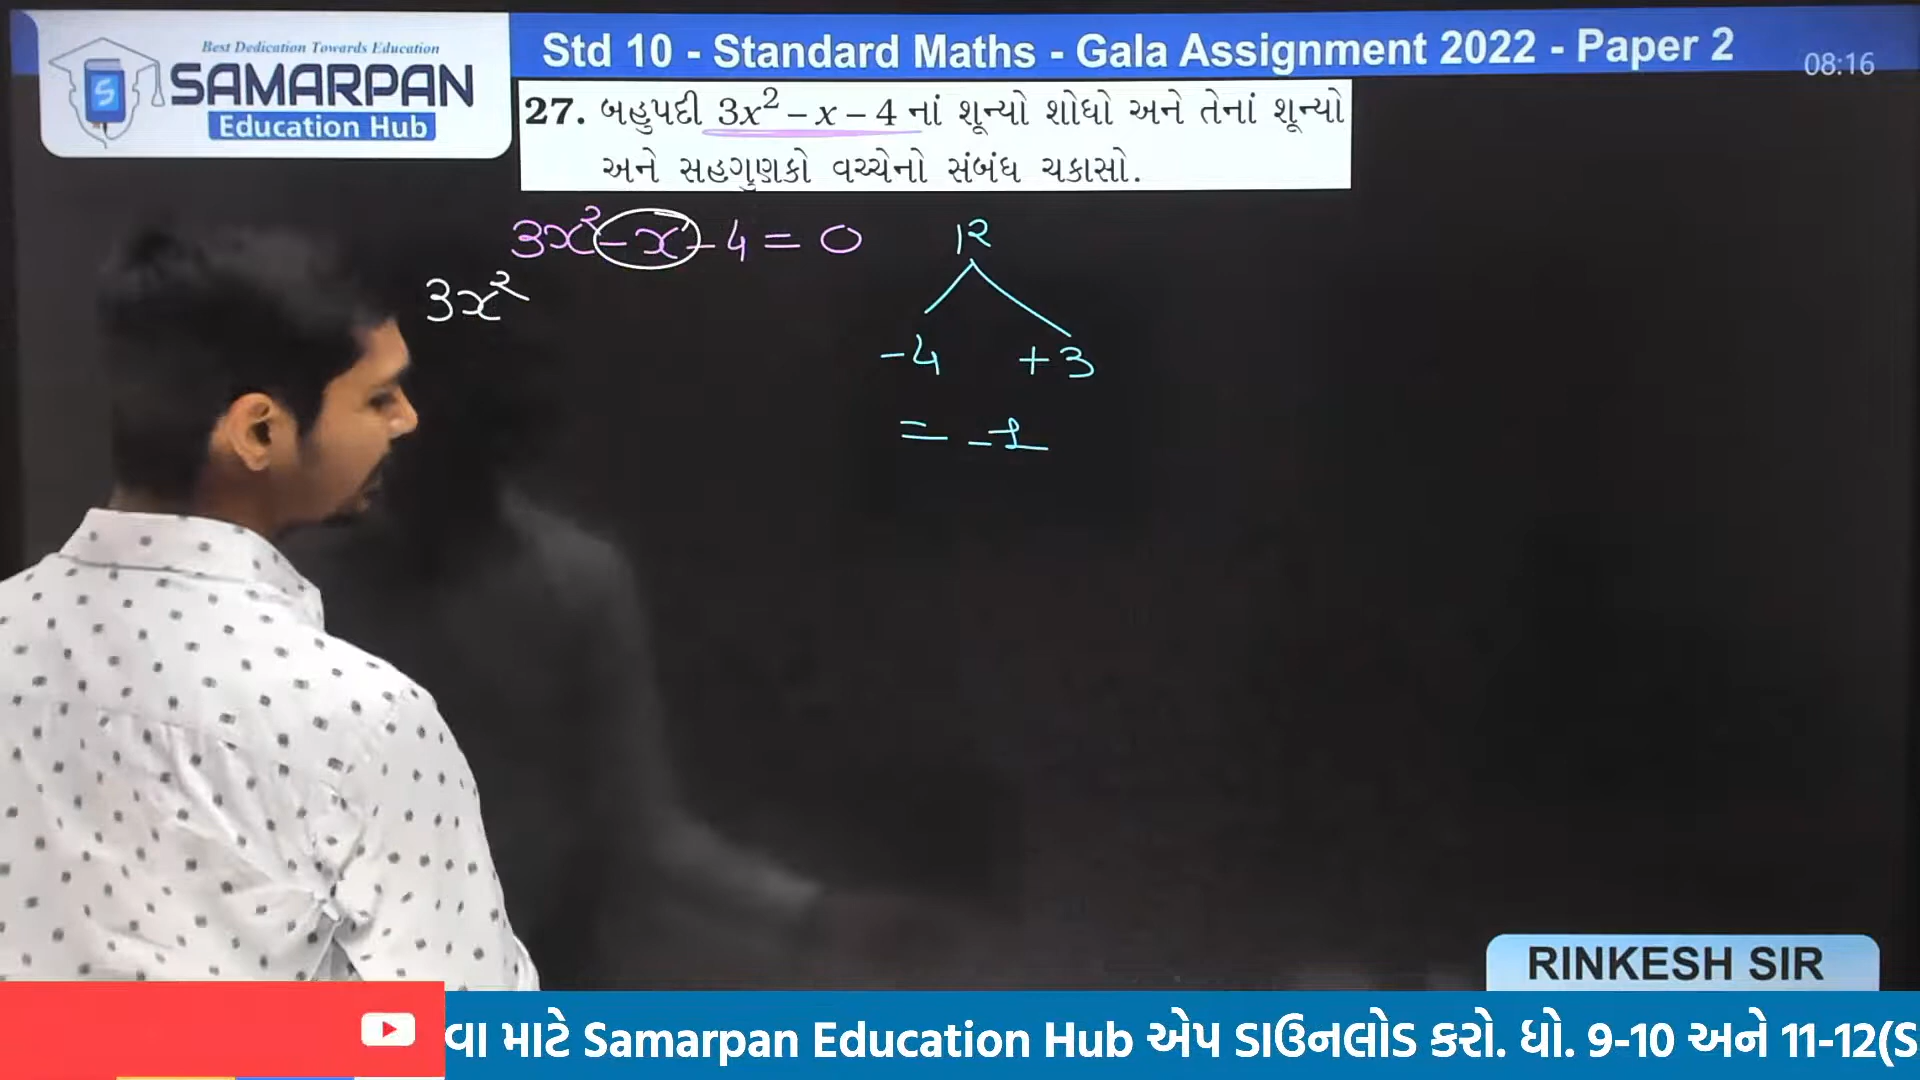 Best Dedication Towards Education
SAMARPAN
Education Hub
S
Std 10 - Standard Maths - Gala Assignment 2022 - Paper 2
08:16
27. બહુપદી 3x² – x – 4 નાં શૂન્યો શોધો અને તેનાં શૂન્યો
અને સહગુણકો વચ્ચેનો સંબંધ ચકાસો.
3x² - x - 4 = 0
12
3x²
-4 +3
= -1
RINKESH SIR
વા માટે Samarpan Education Hub એપ ડાઉનલોડ કરો. ધો. 9-10 અને 11-12(S